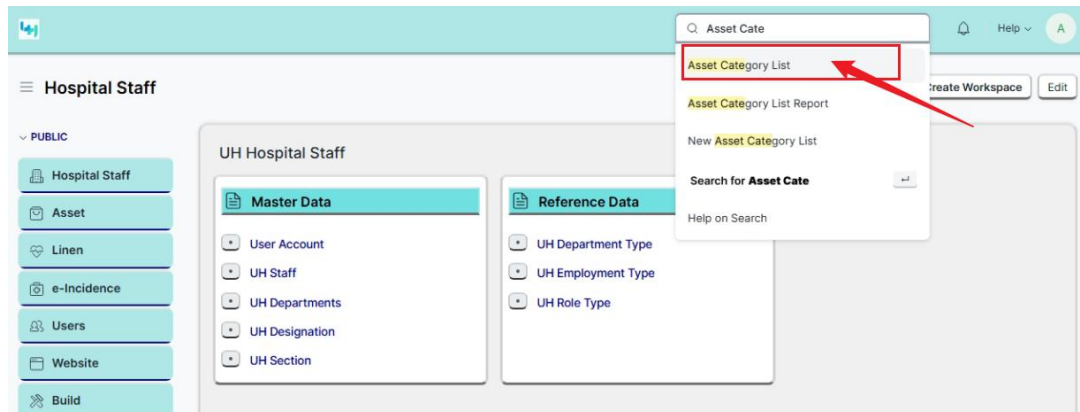 Asset Cate
Help
A
Hospital Staff
Create Workspace
Edit
Asset Category List
Asset Category List Report
New Asset Category List
Search for Asset Cate
Help on Search
PUBLIC
Hospital Staff
Asset
Linen
e-Incidence
Users
Website
Build
UH Hospital Staff
Master Data
User Account
UH Staff
UH Departments
UH Designation
UH Section
Reference Data
UH Department Type
UH Employment Type
UH Role Type